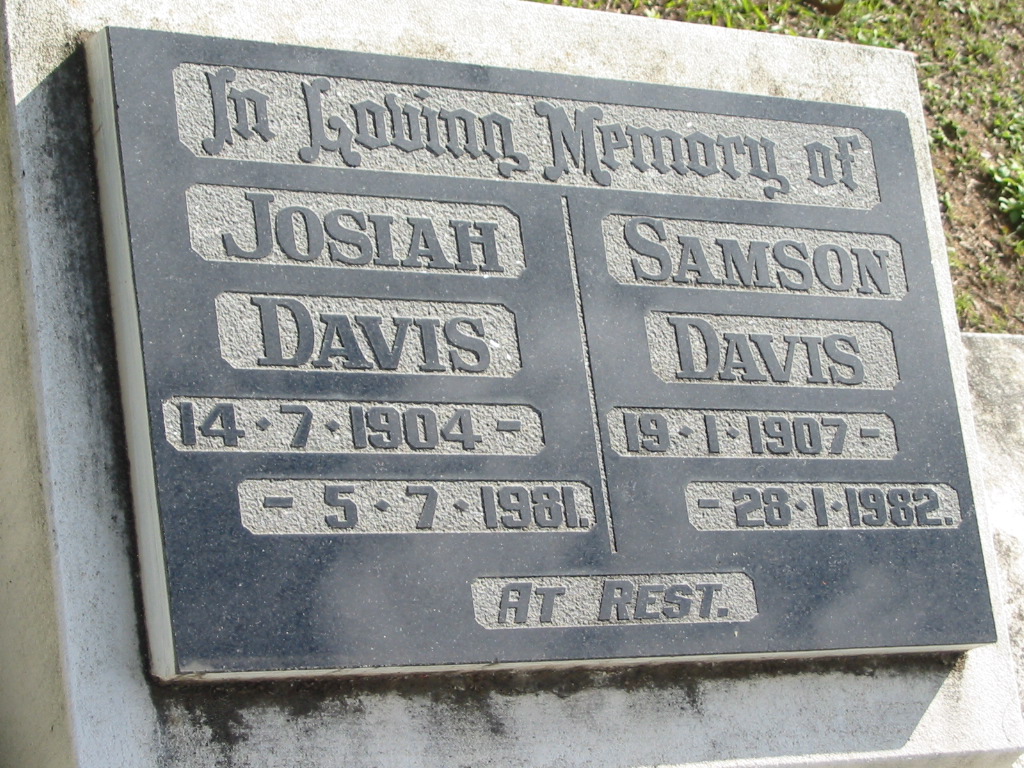 In Loving Memory of
JOSIAH
DAVIS
14·7·1904-
-5·7·1981.
SAMSON
DAVIS
19·1·1907-
-28·1·1982.
AT REST.